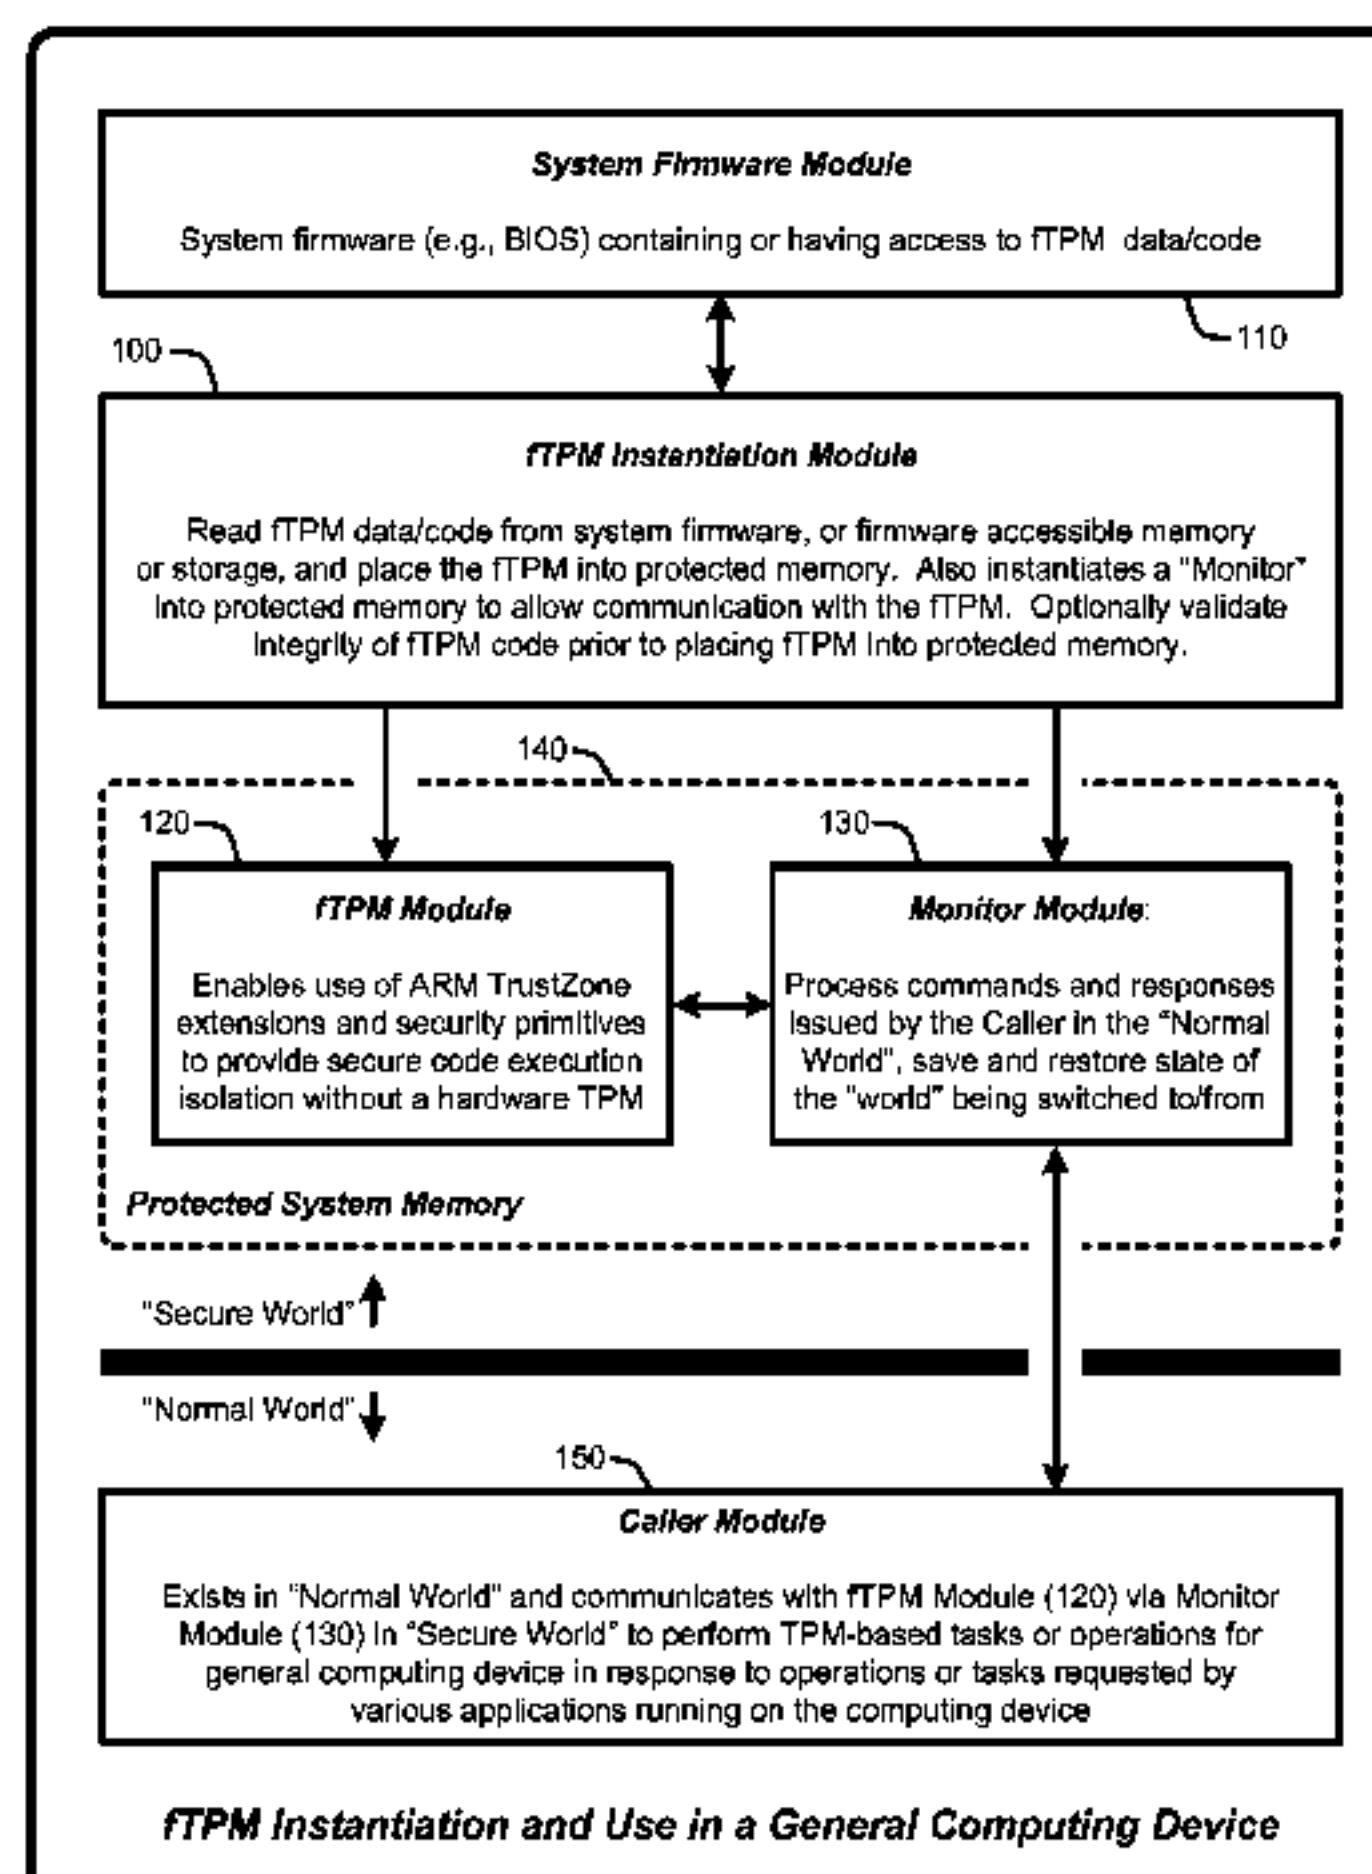 System Firmware Module
System firmware (e.g., BIOS) containing or having access to fTPM data/code
110
100
fTPM Instantiation Module
Read fTPM data/code from system firmware, or firmware accessible memory
or storage, and place the fTPM into protected memory. Also instantiates a "Monitor"
into protected memory to allow communication with the fTPM. Optionally validate
integrity of fTPM code prior to placing fTPM into protected memory.
140
120
130
fTPM Module
Enables use of ARM TrustZone
extensions and security primitives
to provide secure code execution
isolation without a hardware TPM
Monitor Module:
Process commands and responses
issued by the Caller in the "Normal
World", save and restore state of
the "world" being switched to/from
Protected System Memory
"Secure World"
"Normal World"
150
Caller Module
Exists in "Normal World" and communicates with fTPM Module (120) via Monitor
Module (130) in "Secure World" to perform TPM-based tasks or operations for
general computing device in response to operations or tasks requested by
various applications running on the computing device
fTPM Instantiation and Use in a General Computing Device